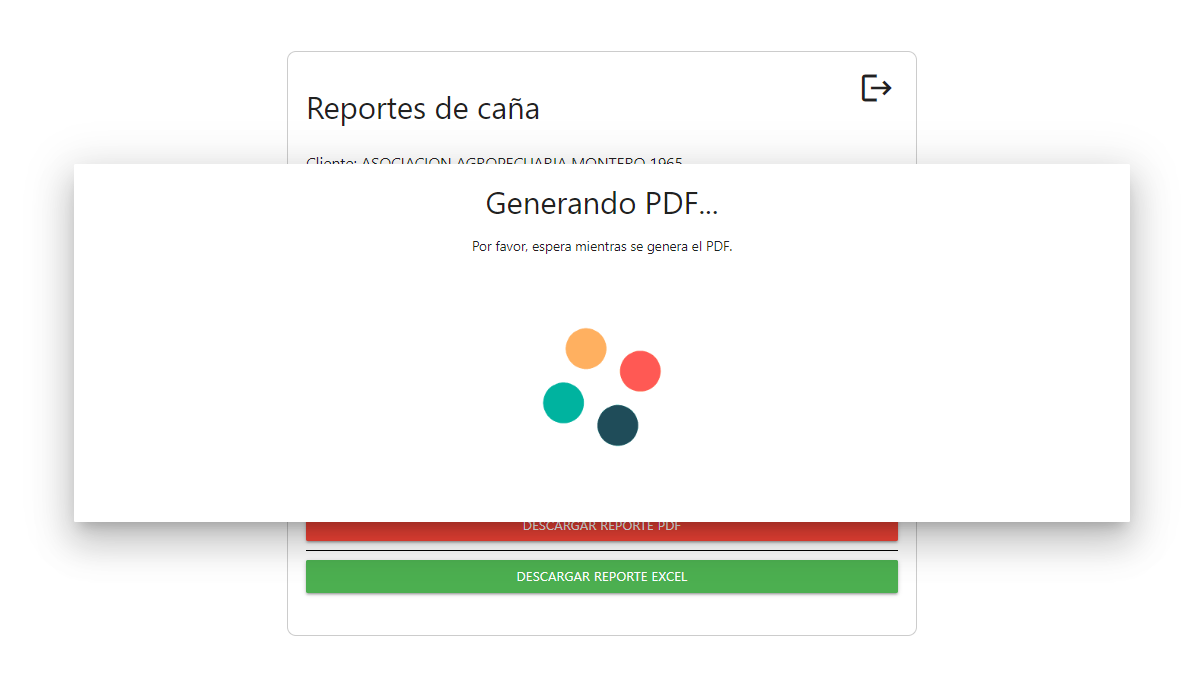 Reportes de caña
Cliente: ASOCIACION AGROPECUARIA MONTERO 1965
Generando PDF...
Por favor, espera mientras se genera el PDF.
DESCARGAR REPORTE PDF
DESCARGAR REPORTE EXCEL